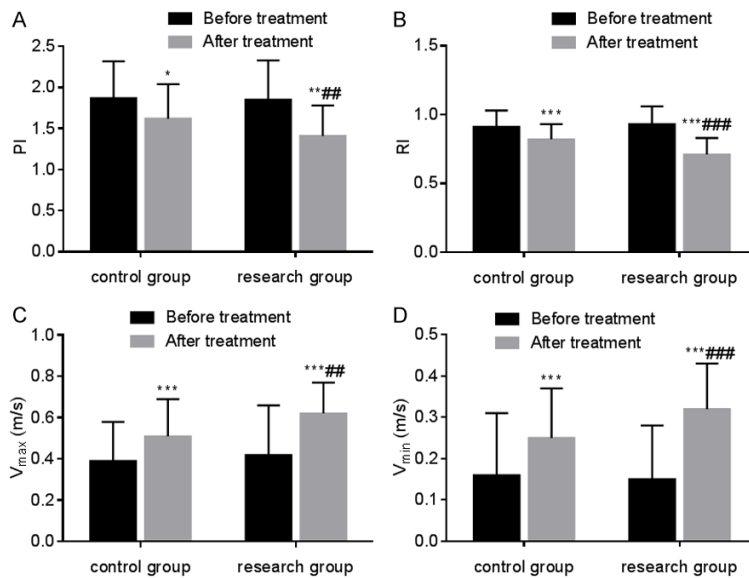 A
Before treatment
After treatment
2.5
2.0
1.5
1.0
0.5
0.0
PI
*
**##
control group
research group
B
Before treatment
After treatment
1.5
1.0
0.5
0.0
RI
***
***###
control group
research group
C
Before treatment
After treatment
1.0
0.8
0.6
0.4
0.2
0.0
Vmax (m/s)
***
***##
control group
research group
D
Before treatment
After treatment
0.5
0.4
0.3
0.2
0.1
0.0
Vmin (m/s)
***
***###
control group
research group